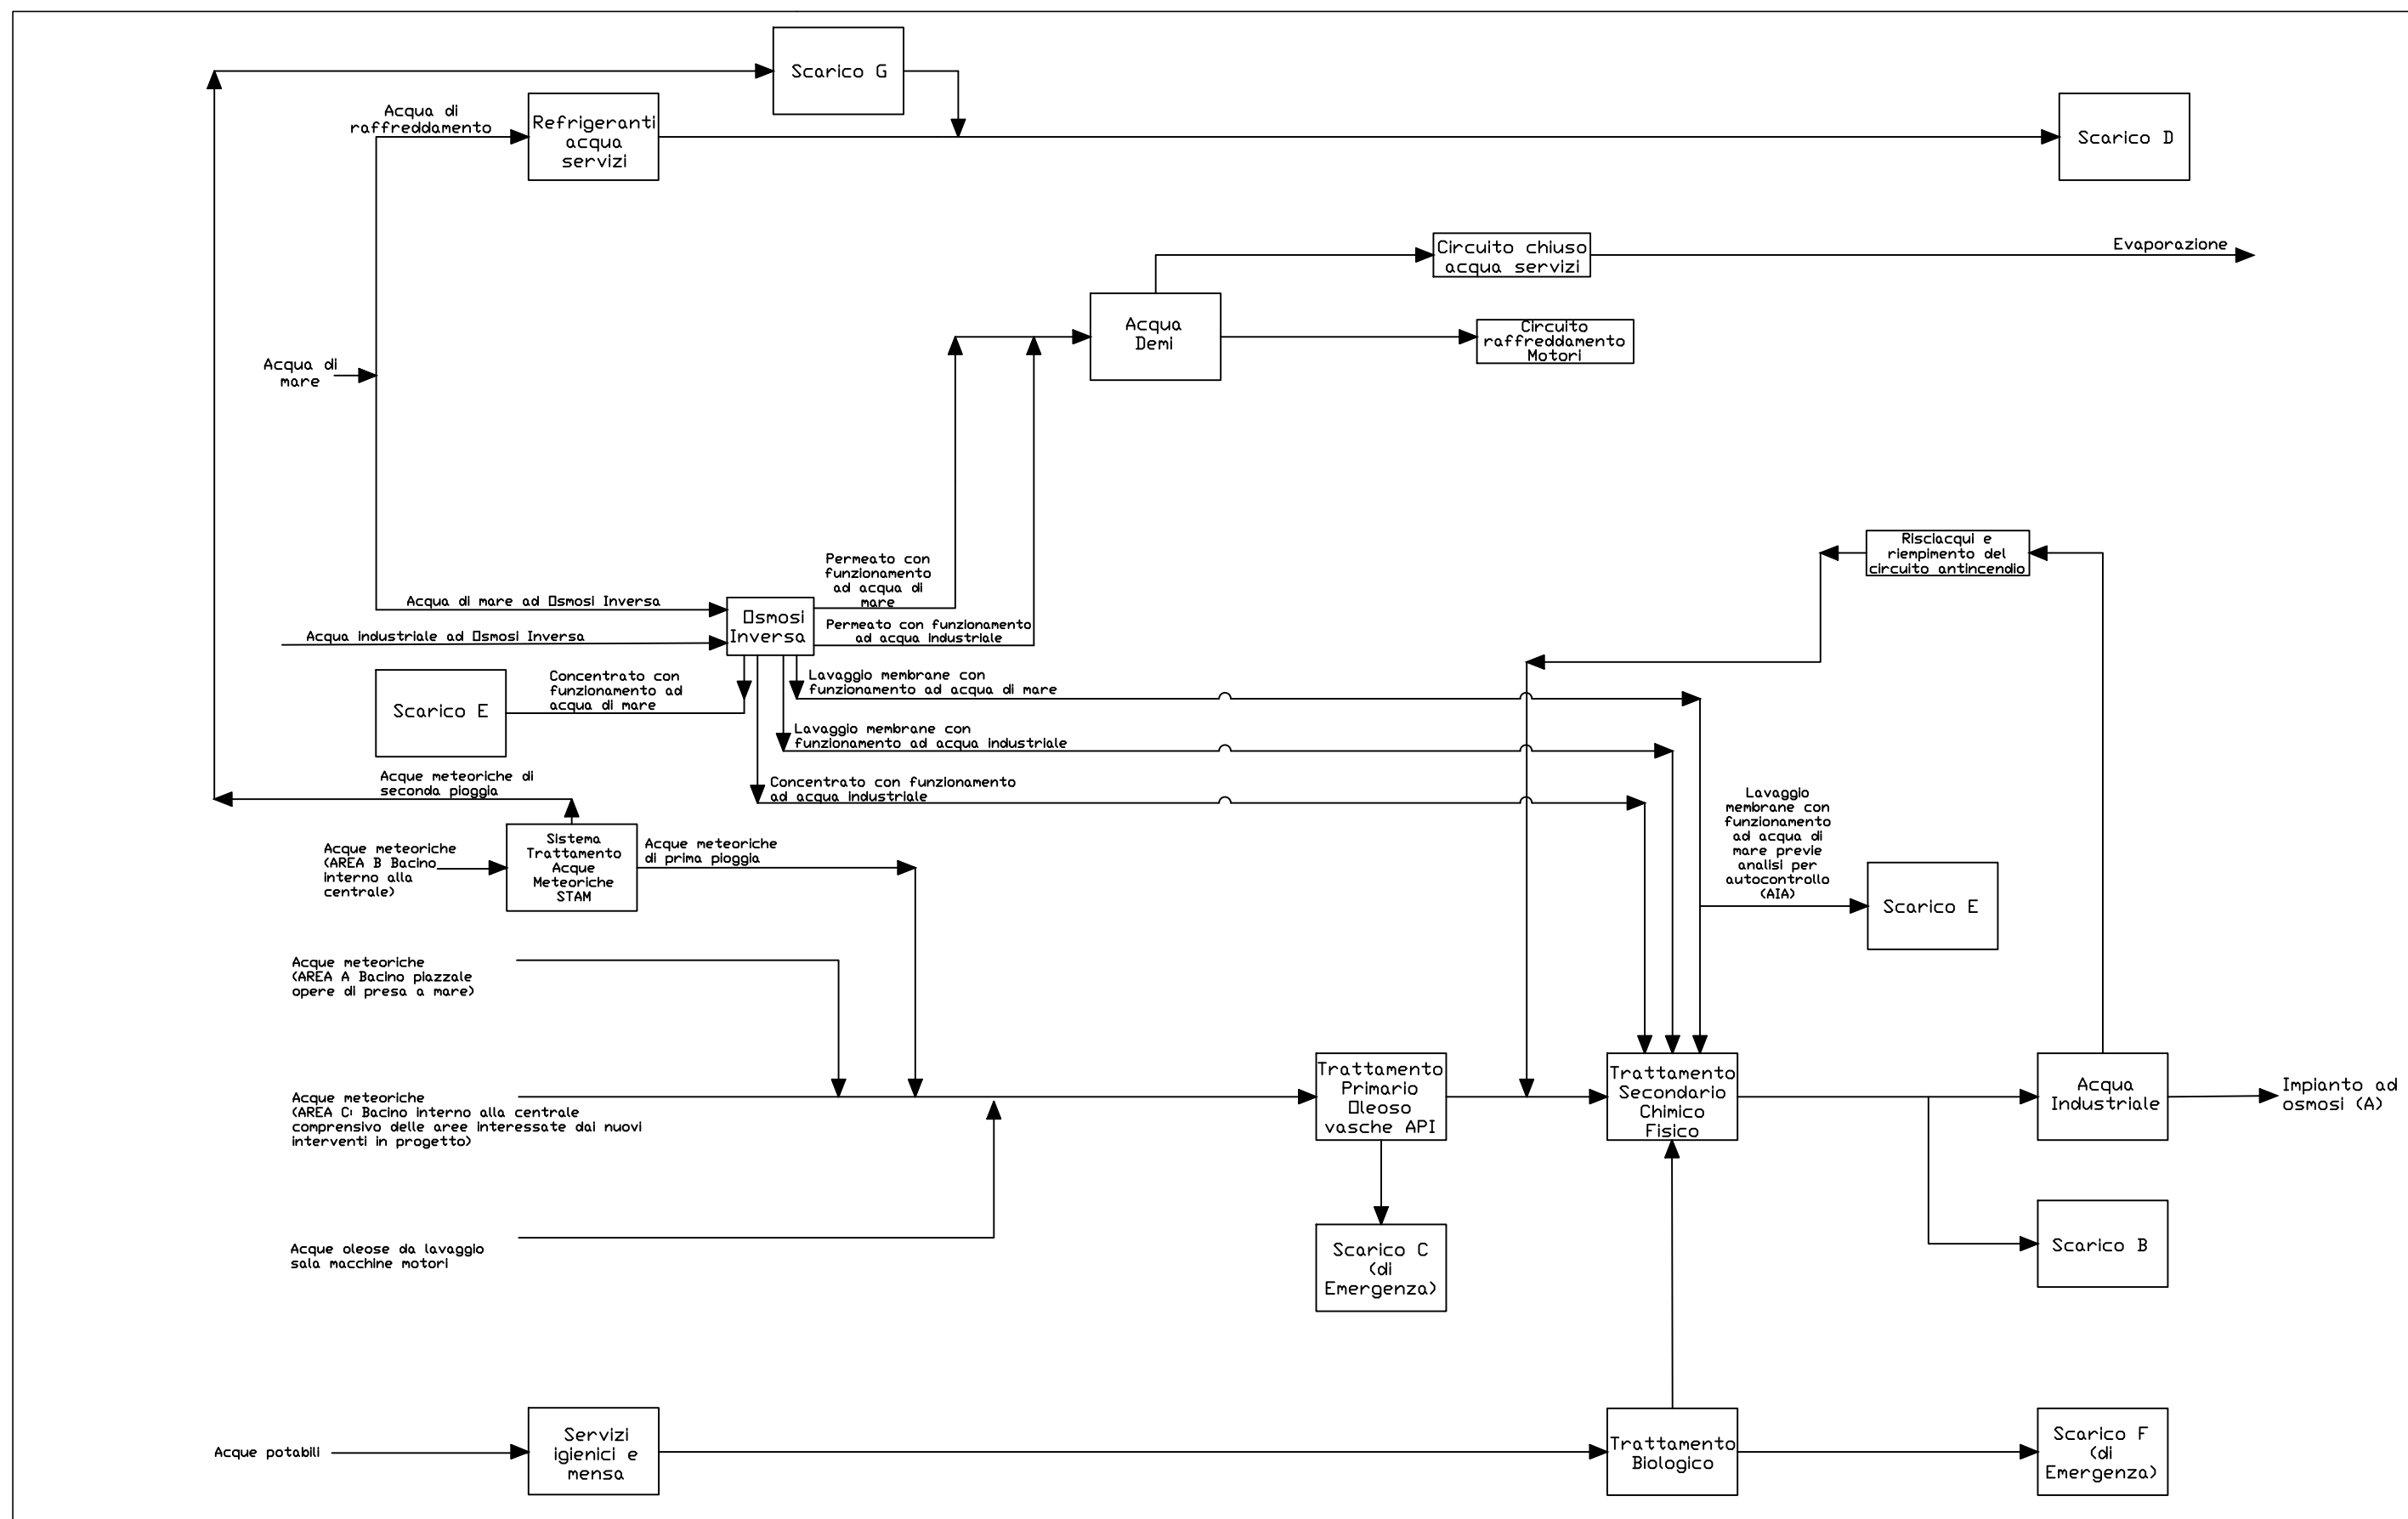 Scarico G
Acqua di
raffreddamento
Refrigeranti
acqua
servizi
Scarico D
Circuito chiuso
acqua servizi
Evaporazione
Acqua
Demi
Circuito
raffreddamento
Motori
Acqua di
mare
Risciacqui e
riempimento del
circuito antincendio
Permeato con
funzionamento
ad acqua di
mare
Acqua di mare ad Osmosi Inversa
Osmosi
Inversa
Permeato con funzionamento
ad acqua industriale
Acqua industriale ad Osmosi Inversa
Scarico E
Concentrato con
funzionamento ad
acqua di mare
Lavaggio membrane con
funzionamento ad acqua di mare
Lavaggio membrane con
funzionamento ad acqua industriale
Concentrato con funzionamento
ad acqua industriale
Acque meteoriche di
seconda pioggia
Lavaggio
membrane con
funzionamento
ad acqua di
mare previe
analisi per
autocontrollo
(AIA)
Scarico E
Acque meteoriche
(AREA B Bacino
interno alla
centrale)
Sistema
Trattamento
Acque
Meteoriche
STAM
Acque meteoriche
di prima pioggia
Acque meteoriche
(AREA A Bacino piazzale
opere di presa a mare)
Acque meteoriche
(AREA C: Bacino interno alla centrale
comprensivo delle aree interessate dai nuovi
interventi in progetto)
Trattamento
Primario
Oleoso
vasche API
Trattamento
Secondario
Chimico
Fisico
Acqua
Industriale
Impianto ad
osmosi (A)
Acque oleose da lavaggio
sala macchine motori
Scarico C
(di
Emergenza)
Scarico B
Acque potabili
Servizi
igienici e
mensa
Trattamento
Biologico
Scarico F
(di
Emergenza)